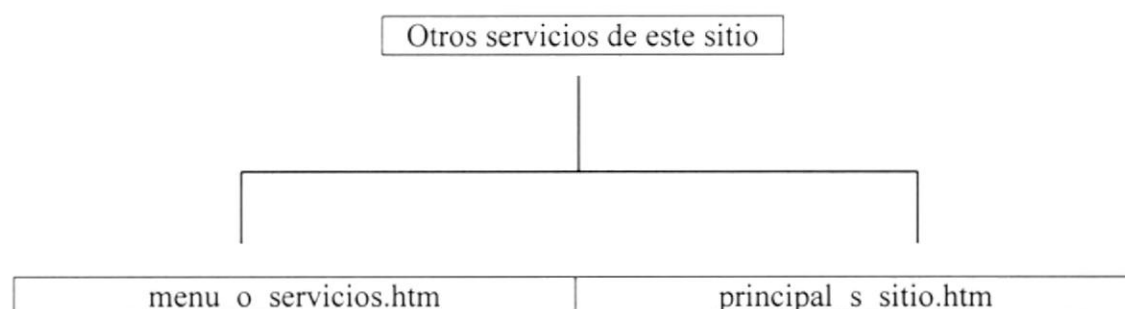 Otros servicios de este sitio
menu o servicios.htm
principal s sitio.htm